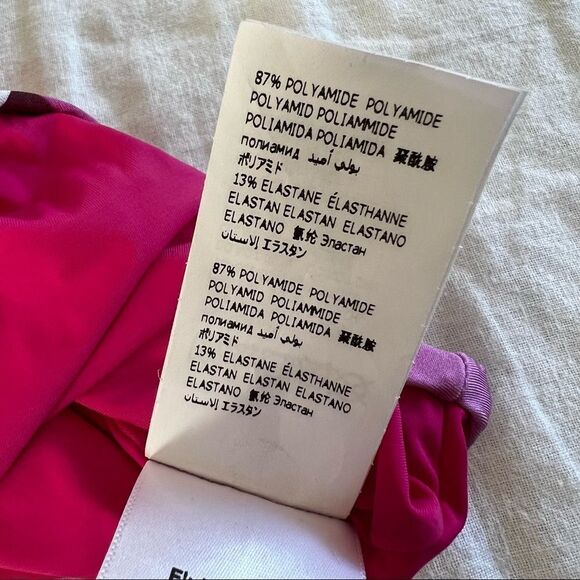 87% POLYAMIDE POLYAMIDE
POLYAMID POLIAMMIDE
POLIAMIDA POLIAMIDA 聚酰胺
полиамид بولي أميد
ポリアミド
13% ELASTANE ÉLASTHANNE
ELASTAN ELASTAN ELASTANO
ELASTANO 氨纶 Эластан
الاستان エラスタン
87% POLYAMIDE POLYAMIDE
POLYAMID POLIAMMIDE
POLIAMIDA POLIAMIDA 聚酰胺
полиамид بولي أميد
ポリアミド
13% ELASTANE ÉLASTHANNE
ELASTAN ELASTAN ELASTANO
ELASTANO 氨纶 Эластан
الاستان エラスタン